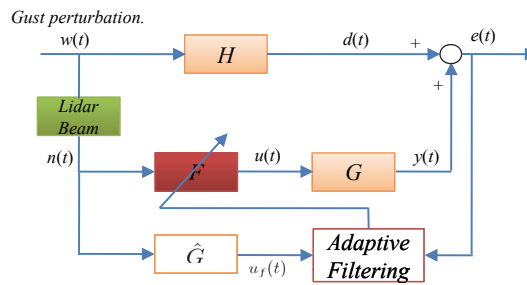 Gust perturbation.
w(t)
H
d(t)
+
e(t)
+
Lidar
Beam
n(t)
F
u(t)
G
y(t)
Ĝ
u_f(t)
Adaptive
Filtering